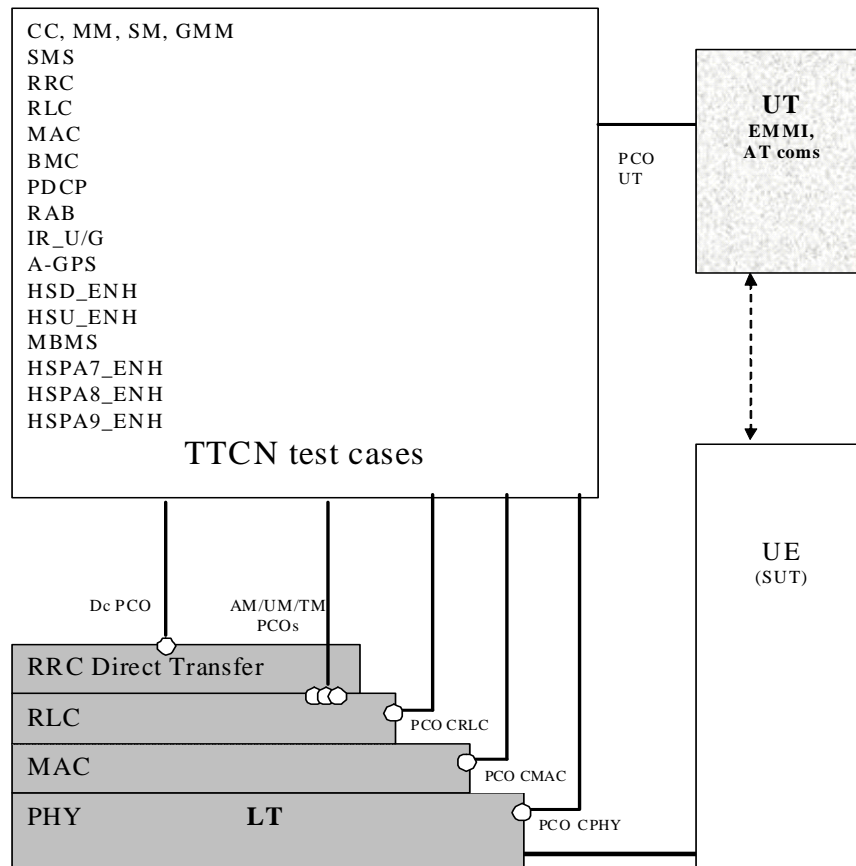 CC, MM, SM, GMM
SMS
RRC
RLC
MAC
BMC
PDCP
RAB
IR_U/G
A-GPS
HSD_ENH
HSU_ENH
MBMS
HSPA7_ENH
HSPA8_ENH
HSPA9_ENH
TTCN test cases
PCO
UT
UT
EMMI,
AT coms
UE
(SUT)
Dc PCO
AM/UM/TM
PCOs
RRC Direct Transfer
RLC
PCO CRLC
MAC
PCO CMAC
PHY LT
PCO CPHY